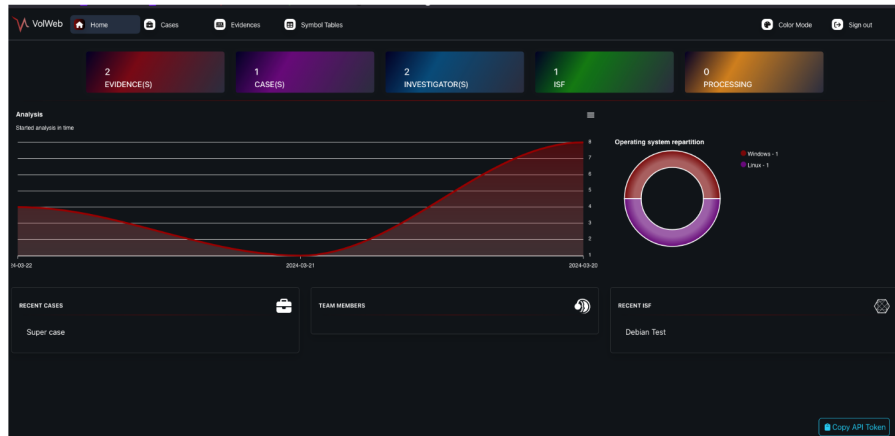 VolWeb
Home
Cases
Evidences
Symbol Tables
Color Mode
Sign out
2
EVIDENCE(S)
1
CASE(S)
2
INVESTIGATOR(S)
1
ISF
0
PROCESSING
Analysis
Started analysis in time
8
7
6
5
4
3
2
1
4-03-22
2024-03-21
2024-03-20
Operating system repartition
Windows - 1
Linux - 1
RECENT CASES
Super case
TEAM MEMBERS
RECENT ISF
Debian Test
Copy API Token